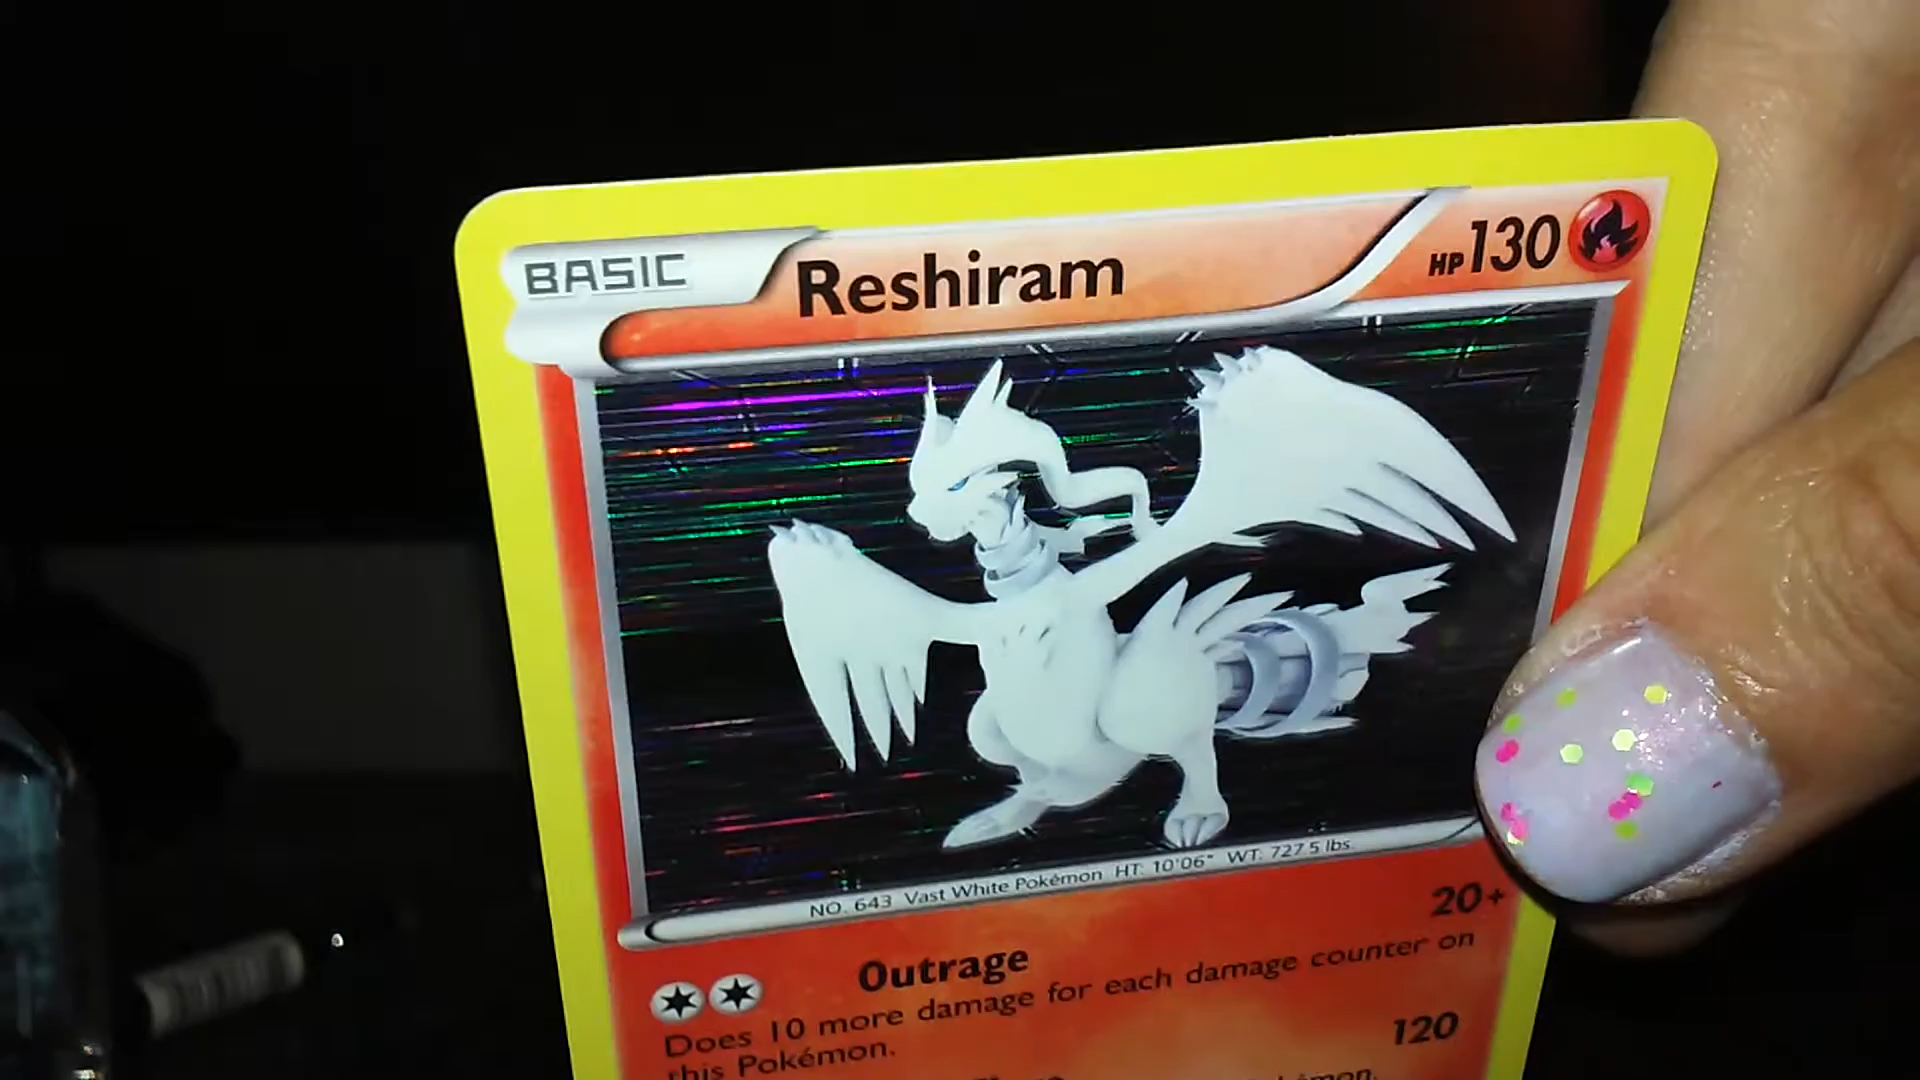 BASIC Reshiram HP 130
NO. 643 Vast White Pokémon HT: 10'06" WT: 727.5 lbs
Outrage 20+
Does 10 more damage for each damage counter on
this Pokémon.
120